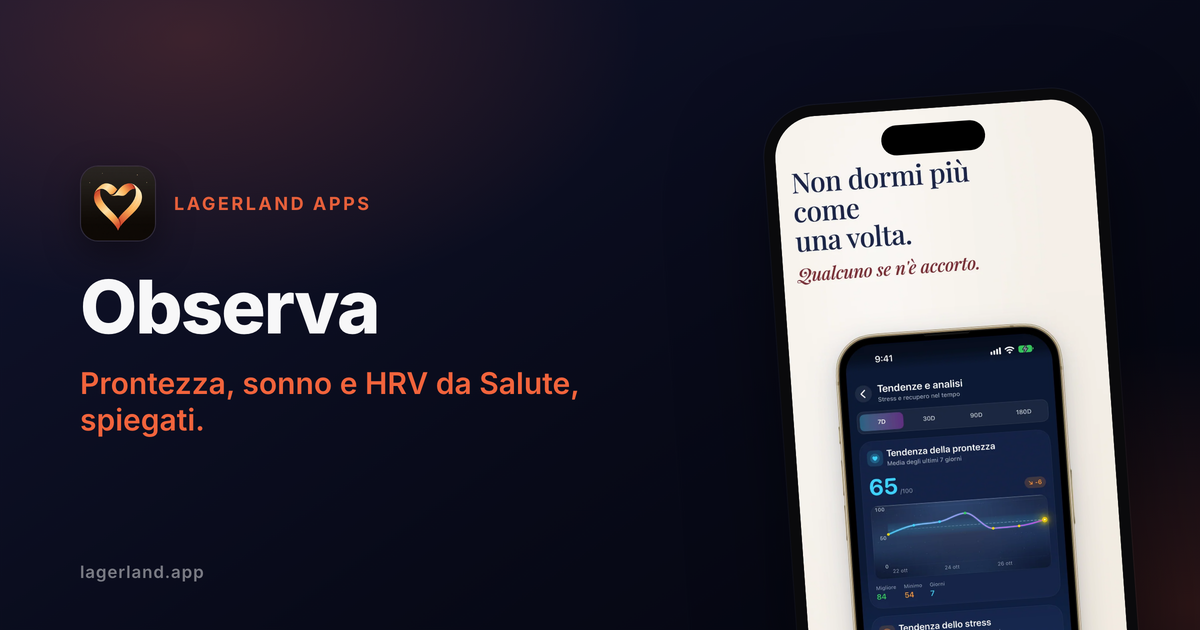 LAGERLAND APPS
Observa
Prontezza, sonno e HRV da Salute,
spiegati.
lagerland.app
Non dormi più
come
una volta.
Qualcuno se n'è accorto.
9:41
Tendenze e analisi
Stress e recupero nel tempo
7D 30D 90D 180D
Tendenza della prontezza
Media degli ultimi 7 giorni
65 /100
-6
100
50
0
22 ott 24 ott 26 ott
Migliore Minimo Giorni
84 54 7
Tendenza dello stress